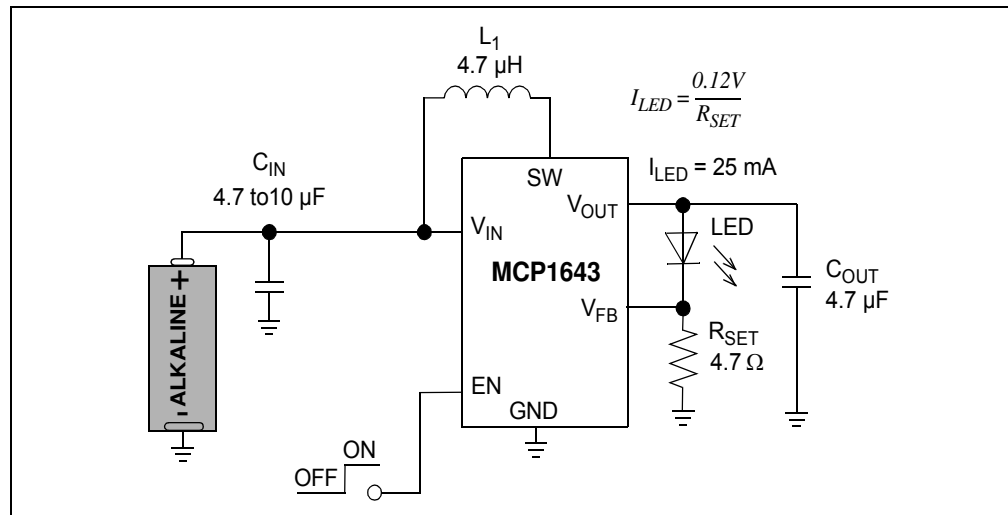 L1
4.7 µH
ILED = 0.12V
RSET
CIN
4.7 to10 µF
SW
ILED = 25 mA
VOUT
LED
VIN
MCP1643
COUT
4.7 µF
VFB
RSET
4.7 Ω
- ALKALINE +
EN
GND
ON
OFF